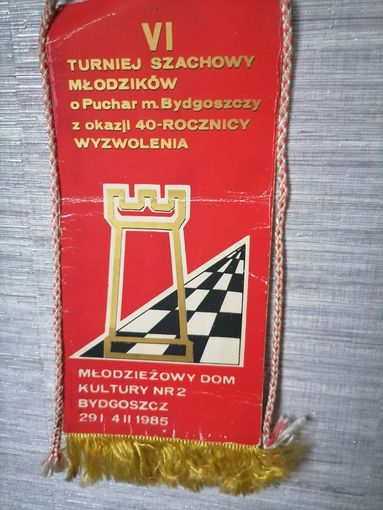 VI
TURNIEJ SZACHOWY
MŁODZIKÓW
o Puchar m. Bydgoszczy
z okazji 40-ROCZNICY
WYZWOLENIA
MŁODZIEŻOWY DOM
KULTURY NR 2
BYDGOSZCZ
29 I 4 II 1985